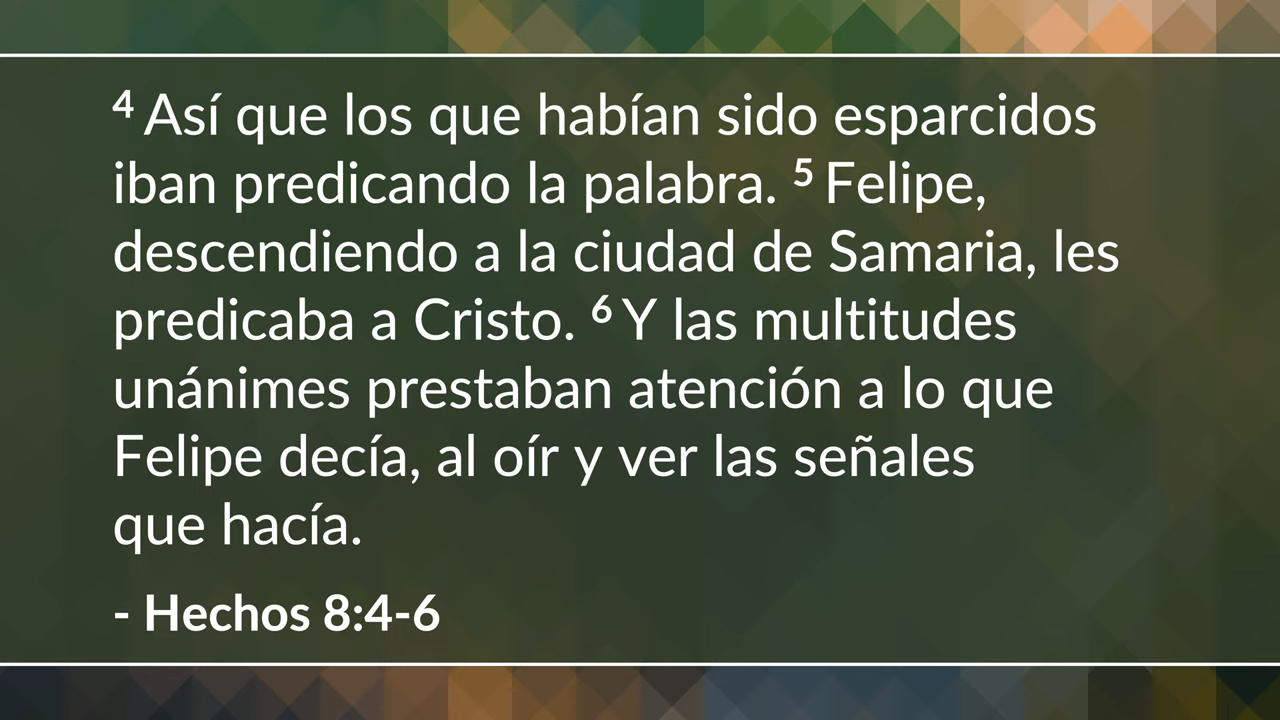 4 Así que los que habían sido esparcidos
iban predicando la palabra. 5 Felipe,
descendiendo a la ciudad de Samaria, les
predicaba a Cristo. 6 Y las multitudes
unánimes prestaban atención a lo que
Felipe decía, al oír y ver las señales
que hacía.
- Hechos 8:4-6